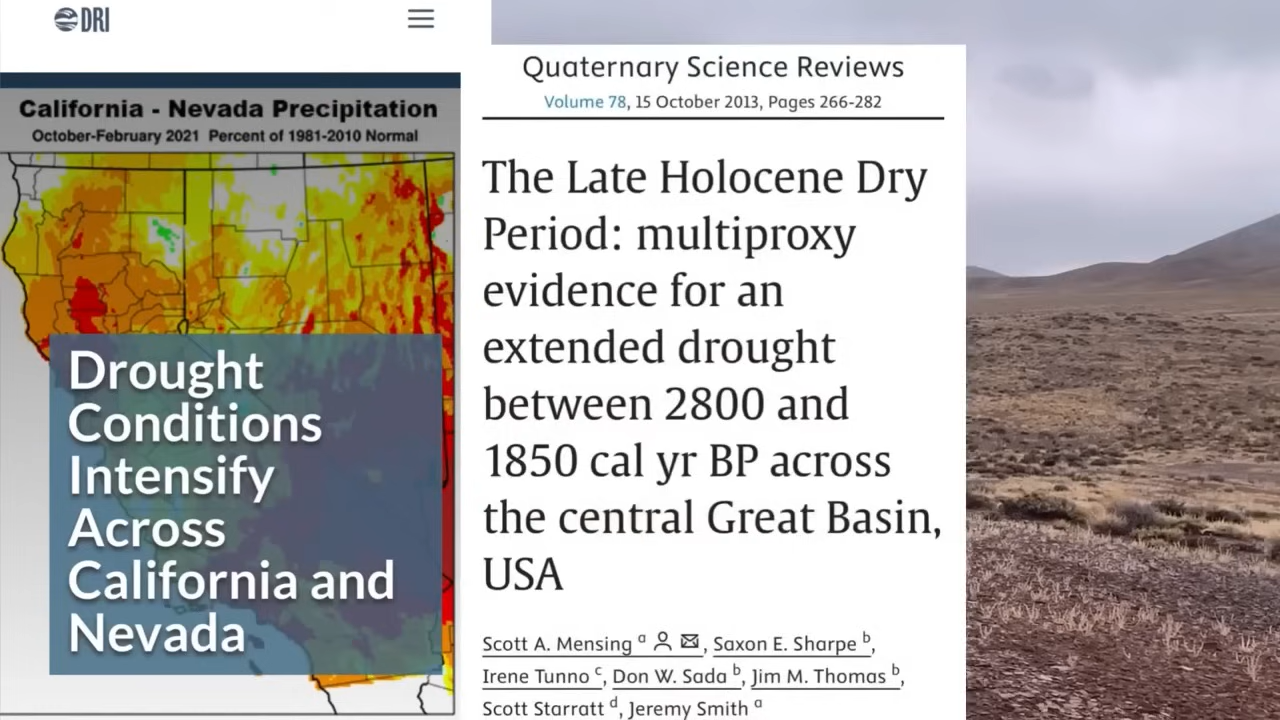 DRI
California - Nevada Precipitation
October-February 2021 Percent of 1981-2010 Normal
Drought
Conditions
Intensify
Across
California and
Nevada
Quaternary Science Reviews
Volume 78, 15 October 2013, Pages 266-282
The Late Holocene Dry
Period: multiproxy
evidence for an
extended drought
between 2800 and
1850 cal yr BP across
the central Great Basin,
USA
Scott A. Mensing a, Saxon E. Sharpe b,
Irene Tunno c, Don W. Sada b, Jim M. Thomas b,
Scott Starratt d, Jeremy Smith a